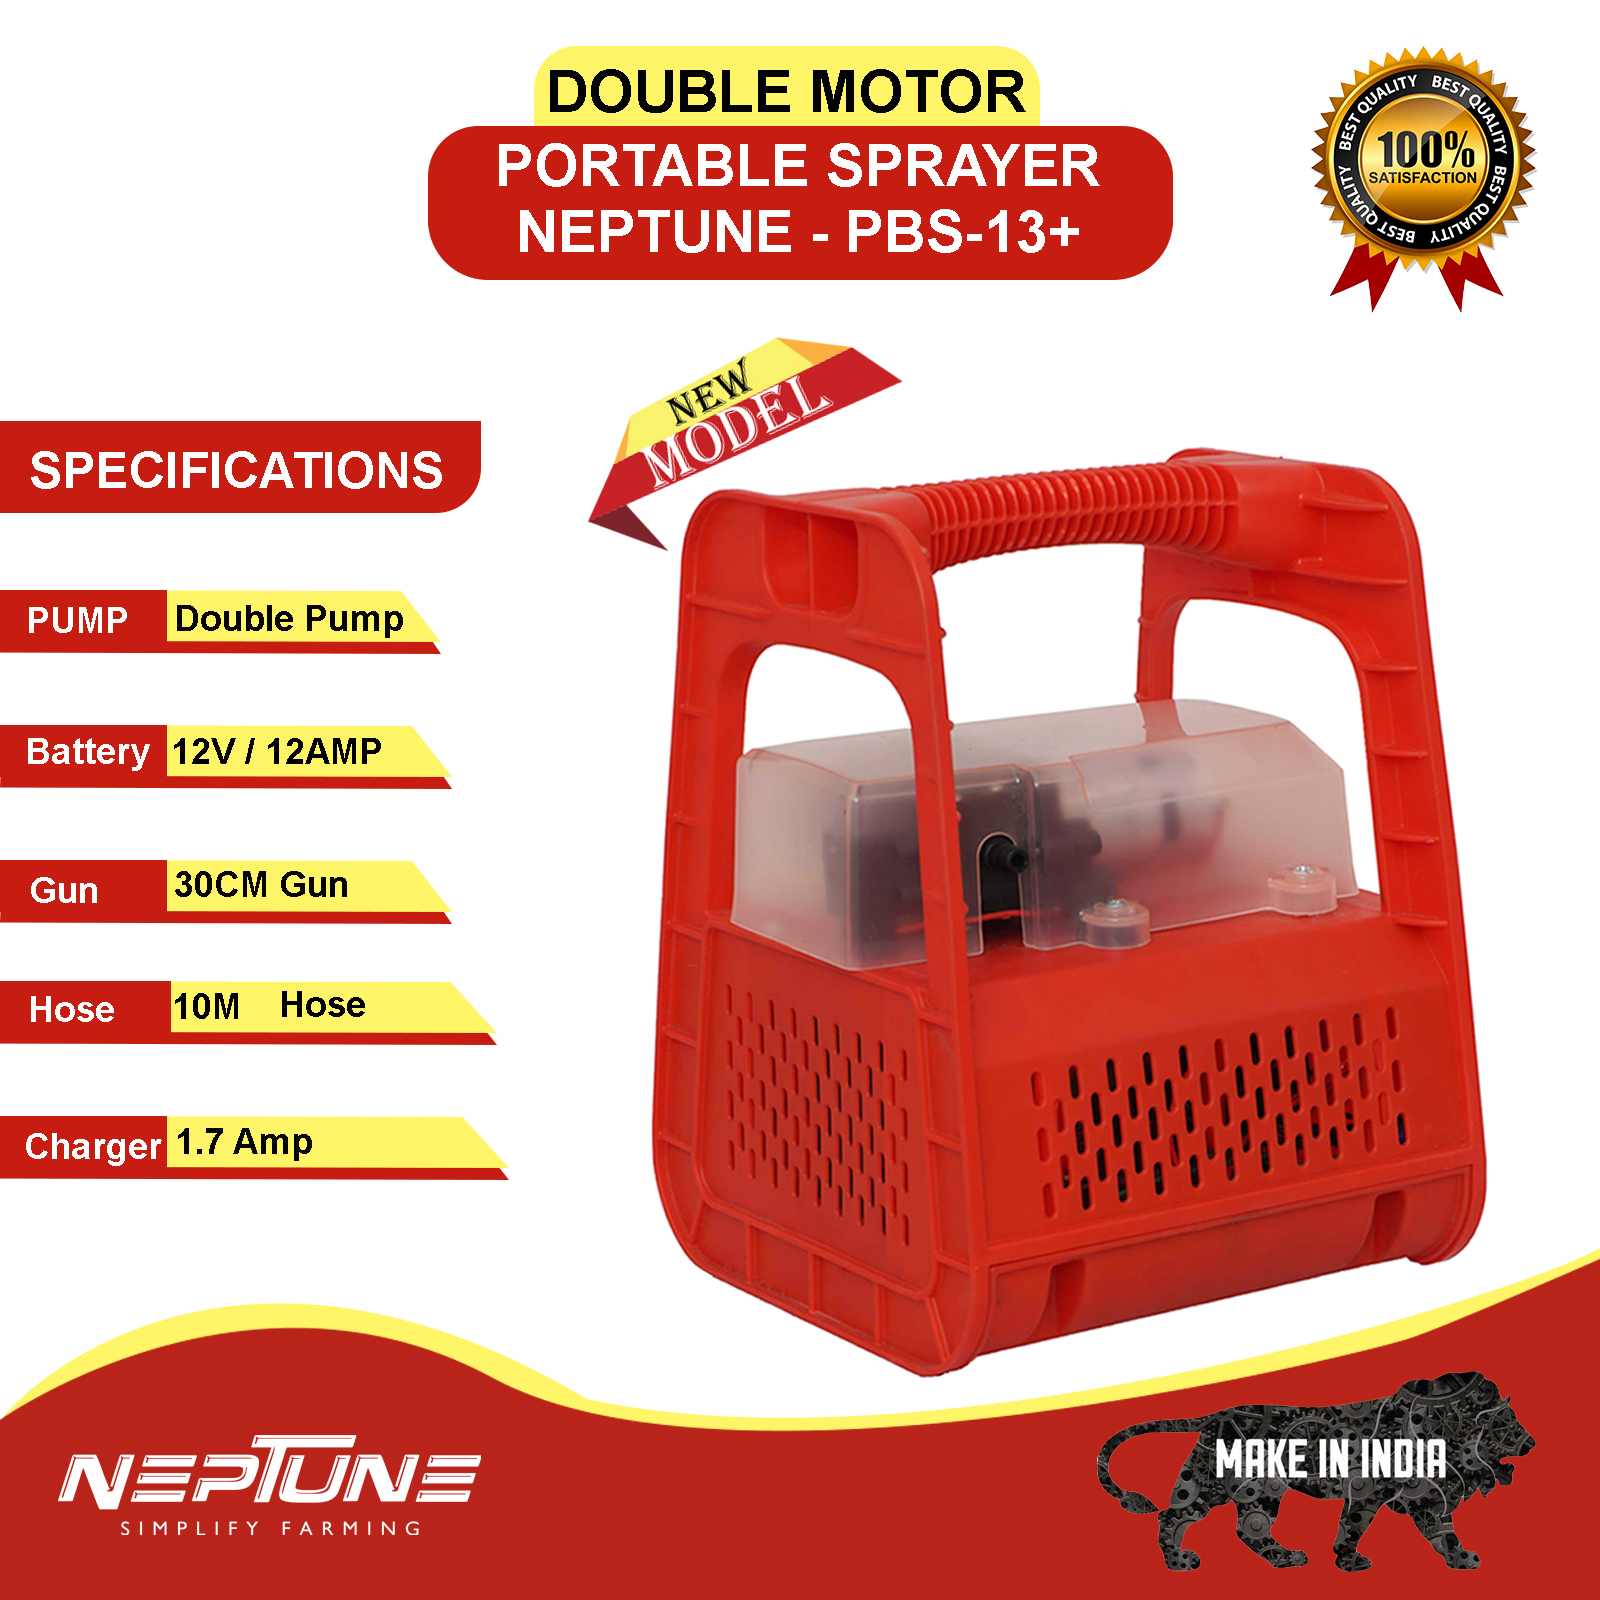 DOUBLE MOTOR
PORTABLE SPRAYER
NEPTUNE - PBS-13+
BEST QUALITY BEST QUALITY BEST QUALITY BEST QUALITY
100%
SATISFACTION
NEW
MODEL
SPECIFICATIONS
PUMP Double Pump
Battery 12V / 12AMP
Gun 30CM Gun
Hose 10M Hose
Charger 1.7 Amp
NEPTUNE
SIMPLIFY FARMING
MAKE IN INDIA